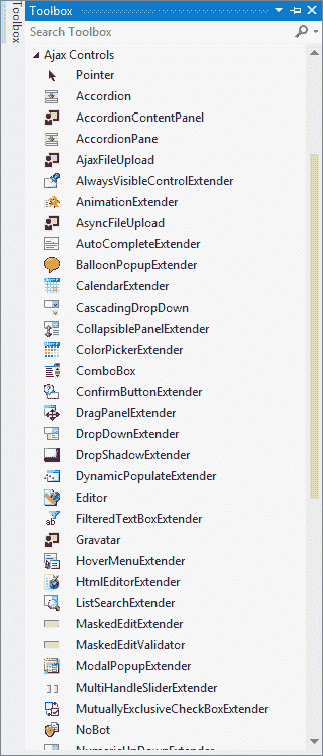 Toolbox
Toolbox
Search Toolbox
Ajax Controls
Pointer
Accordion
AccordionContentPanel
AccordionPane
AjaxFileUpload
AlwaysVisibleControlExtender
AnimationExtender
AsyncFileUpload
AutoCompleteExtender
BalloonPopupExtender
CalendarExtender
CascadingDropDown
CollapsiblePanelExtender
ColorPickerExtender
ComboBox
ConfirmButtonExtender
DragPanelExtender
DropDownExtender
DropShadowExtender
DynamicPopulateExtender
Editor
FilteredTextBoxExtender
Gravatar
HoverMenuExtender
HtmlEditorExtender
ListSearchExtender
MaskedEditExtender
MaskedEditValidator
ModalPopupExtender
MultiHandleSliderExtender
MutuallyExclusiveCheckBoxExtender
NoBot
NumericUpDownExtender